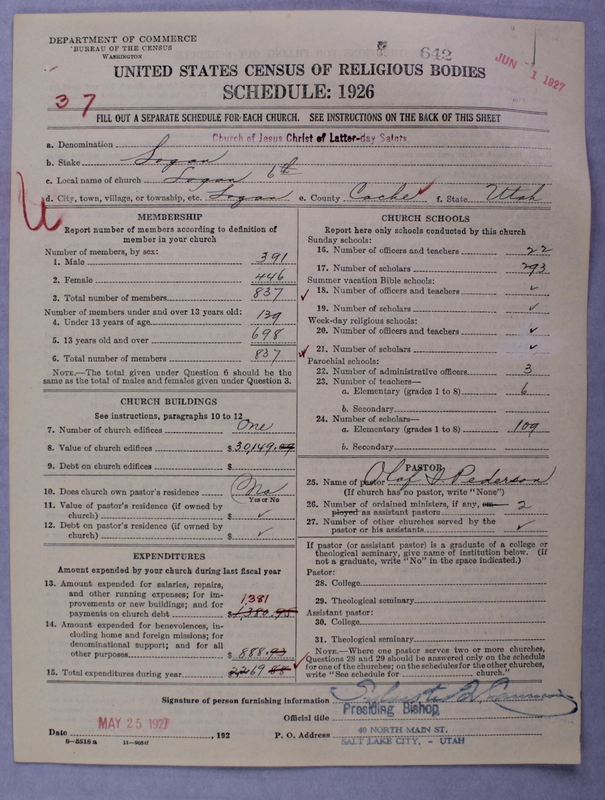 DEPARTMENT OF COMMERCE
BUREAU OF THE CENSUS
WASHINGTON
642
JUN 1 1927
UNITED STATES CENSUS OF RELIGIOUS BODIES
SCHEDULE: 1926
37
FILL OUT A SEPARATE SCHEDULE FOR EACH CHURCH. SEE INSTRUCTIONS ON THE BACK OF THIS SHEET
a. Denomination Church of Jesus Christ of Latter-day Saints
b. Stake Logan
c. Local name of church Logan 6th
d. City, town, village, or township, etc. Logan e. County Cache f. State Utah
MEMBERSHIP
Report number of members according to definition of
member in your church
Number of members, by sex:
1. Male 391
2. Female 446
3. Total number of members 837
Number of members under and over 13 years old:
4. Under 13 years of age 139
5. 13 years old and over 698
6. Total number of members 837
NOTE.—The total given under Question 6 should be the
same as the total of males and females given under Question 3.
CHURCH BUILDINGS
See instructions, paragraphs 10 to 12
7. Number of church edifices One
8. Value of church edifices $30,149.
9. Debt on church edifices $
10. Does church own pastor's residence No
Yes or No
11. Value of pastor's residence (if owned by
church) $ ✓
12. Debt on pastor's residence (if owned by
church) $ ✓
EXPENDITURES
Amount expended by your church during last fiscal year
13. Amount expended for salaries, repairs,
and other running expenses; for im-
provements or new buildings; and for
payments on church debt 1,381 $1,380.95
14. Amount expended for benevolences, in-
cluding home and foreign missions; for
denominational support; and for all
other purposes $888.93
15. Total expenditures during year 2269 88
CHURCH SCHOOLS
Report here only schools conducted by this church
Sunday schools:
16. Number of officers and teachers 22
17. Number of scholars 293
Summer vacation Bible schools:
18. Number of officers and teachers ✓
19. Number of scholars ✓
Week-day religious schools:
20. Number of officers and teachers ✓
21. Number of scholars ✓
Parochial schools:
22. Number of administrative officers 3
23. Number of teachers—
a. Elementary (grades 1 to 8) 6
b. Secondary
24. Number of scholars—
a. Elementary (grades 1 to 8) 109
b. Secondary
PASTOR
25. Name of pastor Olof I. Pederson
(If church has no pastor, write "None")
26. Number of ordained ministers, if any, em-
ployed as assistant pastors 2
27. Number of other churches served by the
pastor or his assistants ✓
If pastor (or assistant pastor) is a graduate of a college or
theological seminary, give name of institution below. (If
not a graduate, write "No" in the space indicated.)
Pastor:
28. College
29. Theological seminary
Assistant pastor:
30. College
31. Theological seminary
NOTE.—Where one pastor serves two or more churches,
Questions 28 and 29 should be answered only on the schedule
for one of the churches; on the schedules for the other churches,
write "See schedule for church."
Signature of person furnishing information Sylvester Q. Cannon
Official title Presiding Bishop
Date MAY 25 1927, 192 P. O. Address 40 NORTH MAIN ST.
SALT LAKE CITY, - UTAH
8-5518a 11-9051f